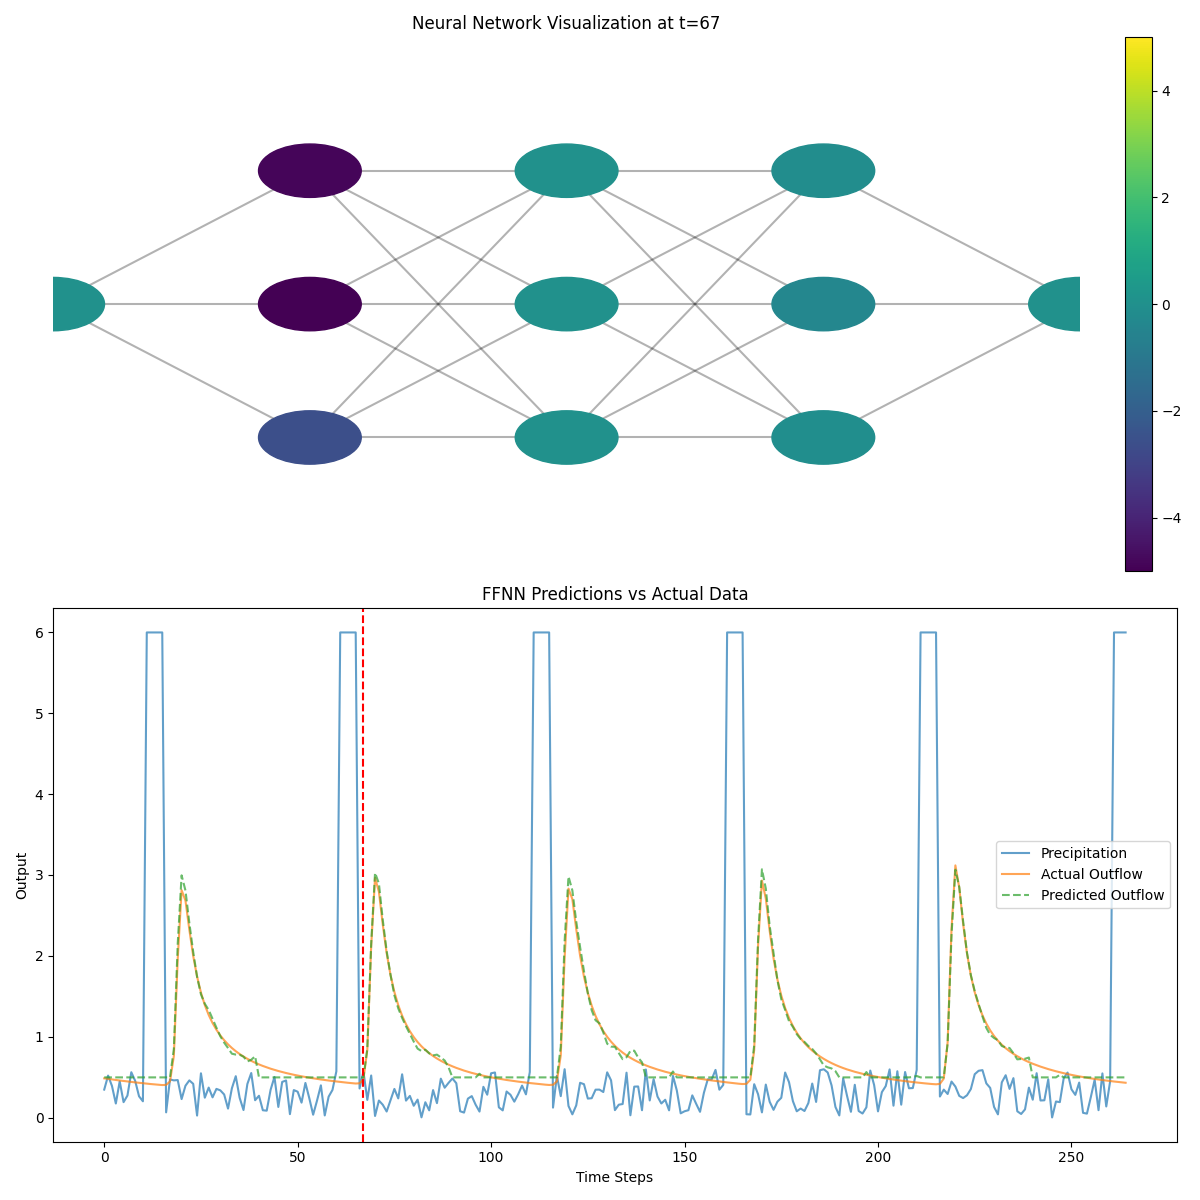 Neural Network Visualization at t=67
4
2
0
−2
−4
FFNN Predictions vs Actual Data
Output
6
5
4
3
2
1
0
Precipitation
Actual Outflow
Predicted Outflow
0 50 100 150 200 250
Time Steps